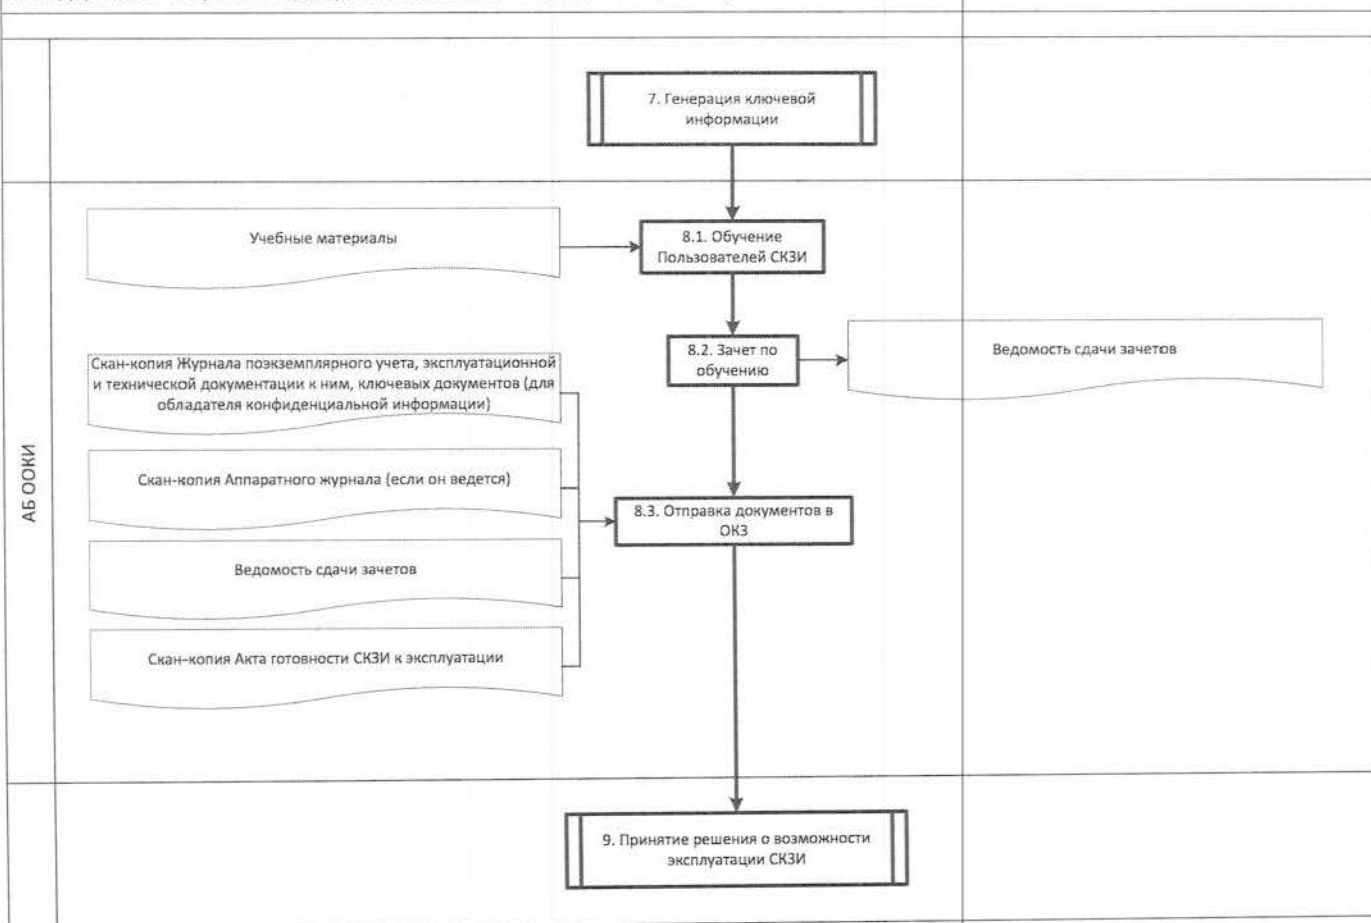 7. Генерация ключевой
информации
Учебные материалы
8.1. Обучение
Пользователей СКЗИ
8.2. Зачет по
обучению
Ведомость сдачи зачетов
Скан-копия Журнала поэкземплярного учета, эксплуатационной
и технической документации к ним, ключевых документов (для
обладателя конфиденциальной информации)
АБ ООКИ
Скан-копия Аппаратного журнала (если он ведется)
8.3. Отправка документов в
ОКЗ
Ведомость сдачи зачетов
Скан-копия Акта готовности СКЗИ к эксплуатации
9. Принятие решения о возможности
эксплуатации СКЗИ